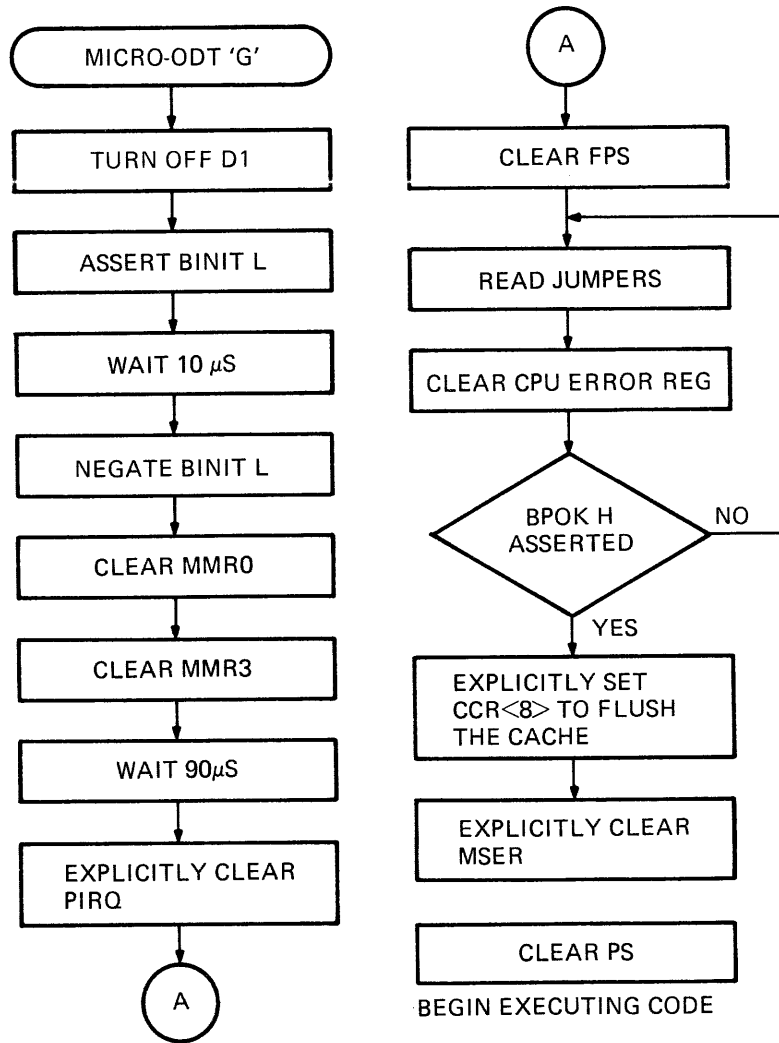 MICRO-ODT ‘G’
TURN OFF D1
ASSERT BINIT L
WAIT 10 µS
NEGATE BINIT L
CLEAR MMR0
CLEAR MMR3
WAIT 90µS
EXPLICITLY CLEAR
PIRQ
A
A
CLEAR FPS
READ JUMPERS
CLEAR CPU ERROR REG
BPOK H
ASSERTED
NO
YES
EXPLICITLY SET
CCR<8> TO FLUSH
THE CACHE
EXPLICITLY CLEAR
MSER
CLEAR PS
BEGIN EXECUTING CODE